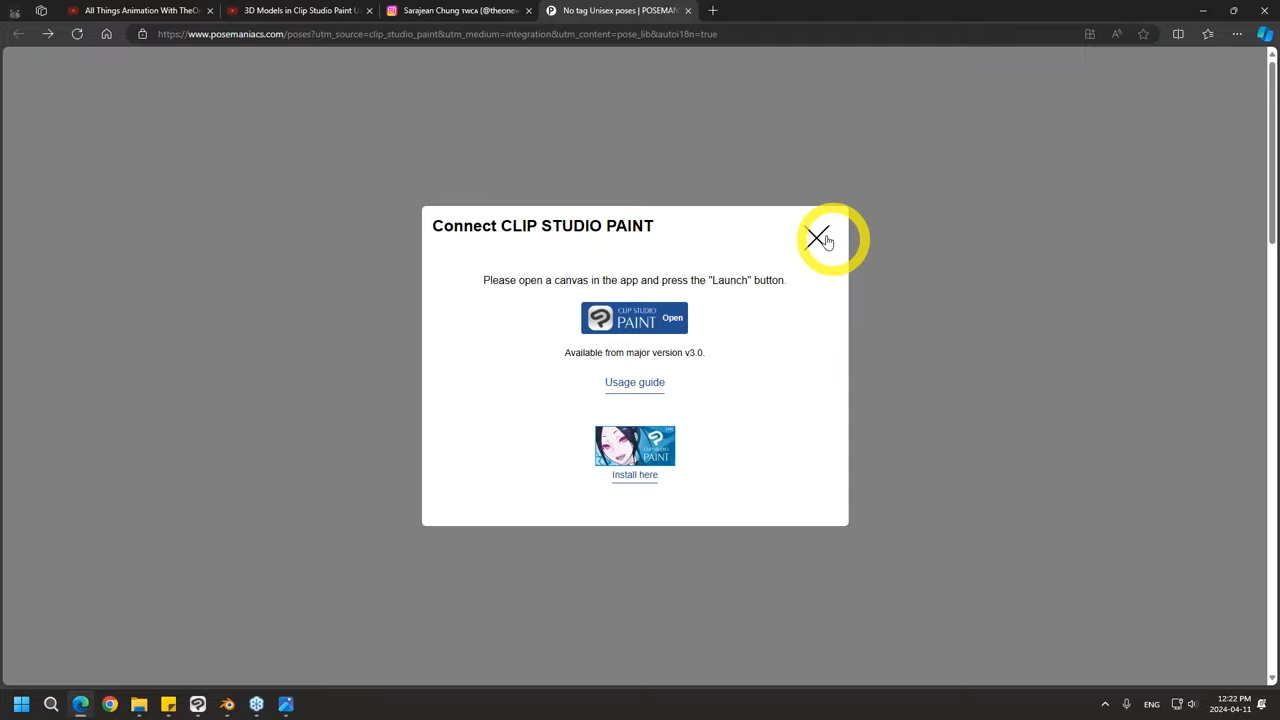 All Things Animation With TheOn
3D Models in Clip Studio Paint U
Sarajean Chung twca (@theonew
No tag Unisex poses | POSEMAN
https://www.posemaniacs.com/poses?utm_source=clip_studio_paint&utm_medium=integration&utm_content=pose_lib&autoi18n=true
Connect CLIP STUDIO PAINT
Please open a canvas in the app and press the "Launch" button.
CLIP STUDIO
PAINT
Open
Available from major version v3.0.
Usage guide
CLIP STUDIO
PAINT
Install here
ENG
12:22 PM
2024-04-11